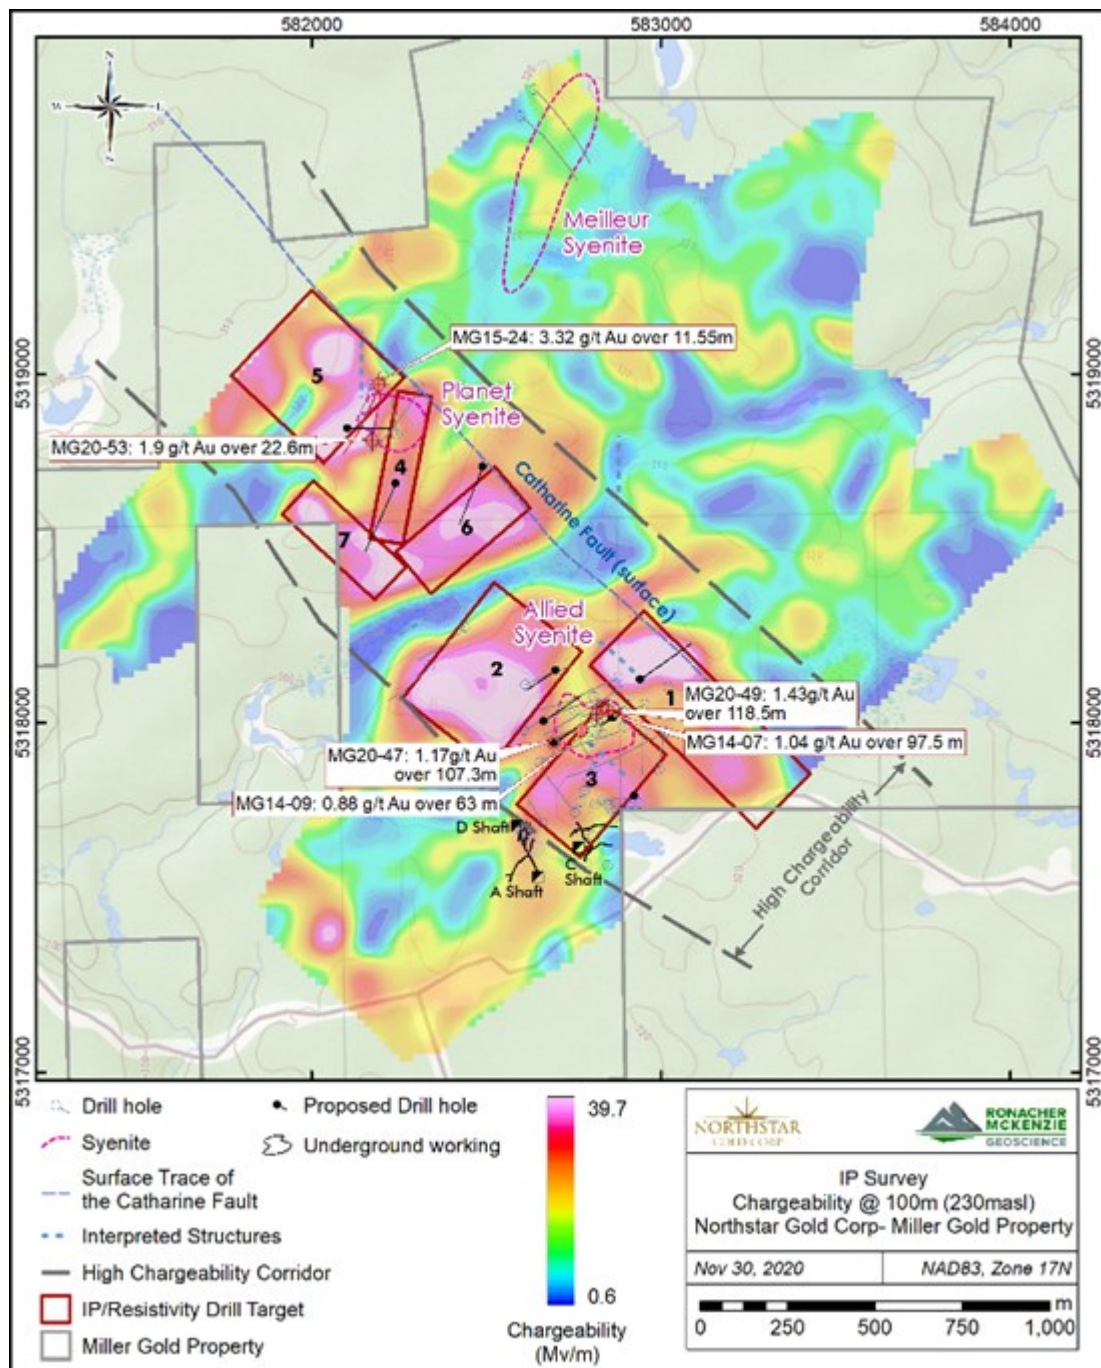 582000
583000
584000
5319000
5318000
5317000
5319000
5318000
5317000
Meilleur
Syenite
MG15-24: 3.32 g/t Au over 11.55m
5
Planet
Syenite
MG20-53: 1.9 g/t Au over 22.6m
4
6
7
Catharine Fault (surface)
Allied
Syenite
2
1
MG20-49: 1.43g/t Au
over 118.5m
MG14-07: 1.04 g/t Au over 97.5 m
MG20-47: 1.17g/t Au
over 107.3m
3
MG14-09: 0.88 g/t Au over 63 m
D Shaft
C
Shaft
A Shaft
High Chargeability
Corridor
Drill hole
Proposed Drill hole
Syenite
Underground working
Surface Trace of
the Catharine Fault
Interpreted Structures
High Chargeability Corridor
IP/Resistivity Drill Target
Miller Gold Property
39.7
0.6
Chargeability
(Mv/m)
NORTHSTAR
GOLD CORP
RONACHER
MCKENZIE
GEOSCIENCE
IP Survey
Chargeability @ 100m (230masl)
Northstar Gold Corp- Miller Gold Property
Nov 30, 2020
NAD83, Zone 17N
m
0 250 500 750 1,000